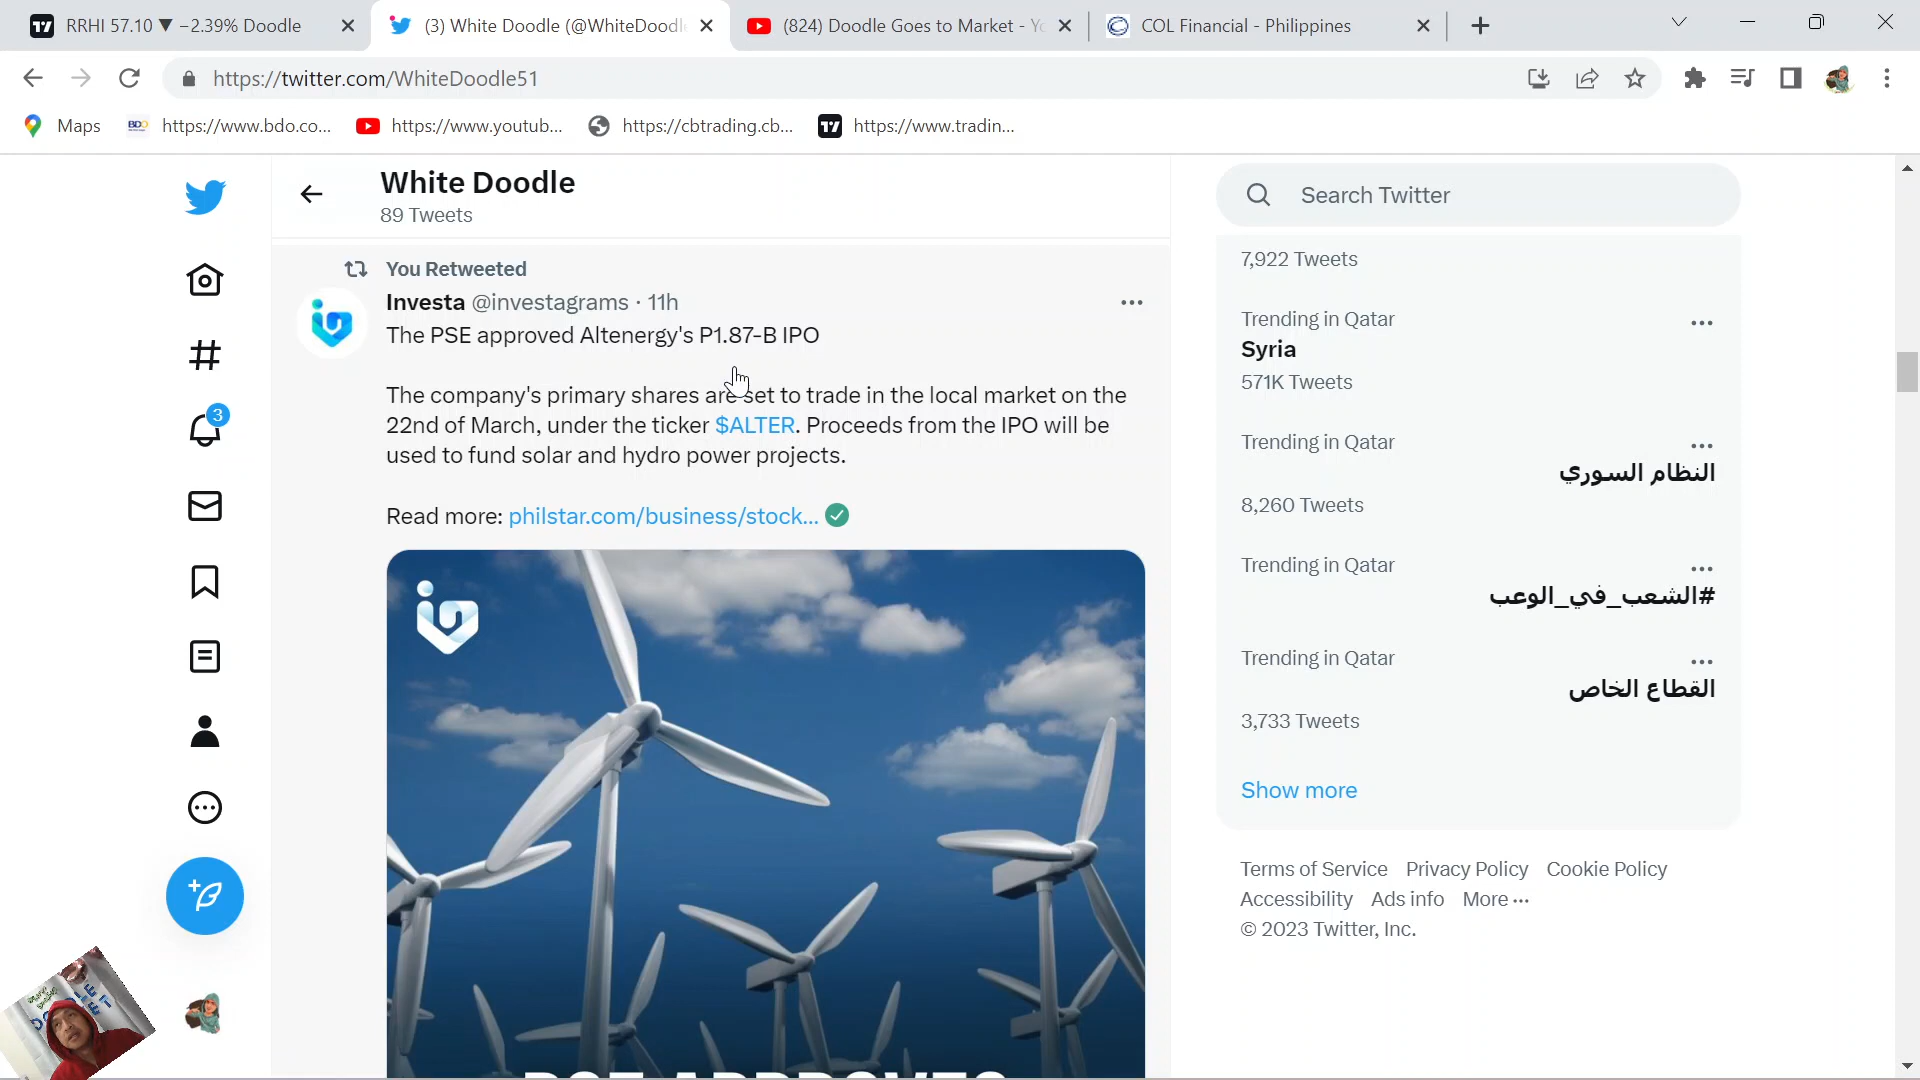 RRHI 57.10 ▼ −2.39% Doodle
(3) White Doodle (@WhiteDoodl
(824) Doodle Goes to Market - Yo
COL Financial - Philippines
https://twitter.com/WhiteDoodle51
Maps
BDO
https://www.bdo.co...
https://www.youtub...
https://cbtrading.cb...
https://www.tradin...
White Doodle
89 Tweets
Search Twitter
You Retweeted
Investa @investagrams · 11h
The PSE approved Altenergy's P1.87-B IPO
The company's primary shares are set to trade in the local market on the
22nd of March, under the ticker $ALTER. Proceeds from the IPO will be
used to fund solar and hydro power projects.
Read more: philstar.com/business/stock...
3
7,922 Tweets
Trending in Qatar
Syria
571K Tweets
Trending in Qatar
النظام السوري
8,260 Tweets
Trending in Qatar
#الشعب_في_الوعب
Trending in Qatar
القطاع الخاص
3,733 Tweets
Show more
Terms of Service Privacy Policy Cookie Policy
Accessibility Ads info More ...
© 2023 Twitter, Inc.